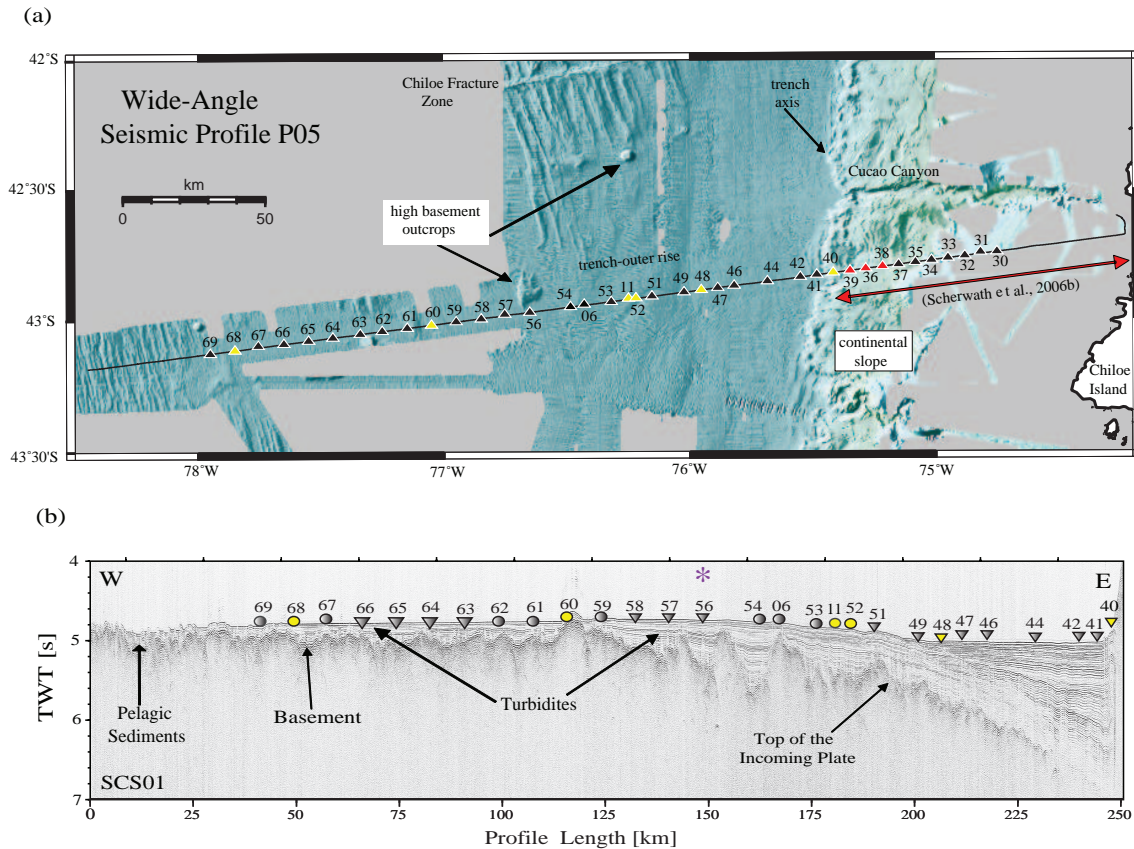 (a)
42°S
Chiloe Fracture
Zone
trench
axis
Wide-Angle
Seismic Profile P05
km
0 50
42°30'S
Cucao Canyon
high basement
outcrops
trench-outer rise
43°S
69 68 67 66 65 64 63 62 61 60 59 58 57 56 54 06 53 11 52 51 49 48 47 46 44 42 41 40 39 36 38 37 35 34 33 32 31 30
(Scherwath et al., 2006b)
continental
slope
Chiloe
Island
43°30'S
78°W 77°W 76°W 75°W
(b)
4
W E
*
69 68 67 66 65 64 63 62 61 60 59 58 57 56 54 06 53 11 52 51 49 48 47 46 44 42 41 40
5
TWT [s]
Pelagic
Sediments
Basement
Turbidites
6
Top of the
Incoming Plate
SCS01
7
0 25 50 75 100 125 150 175 200 225 250
Profile Length [km]